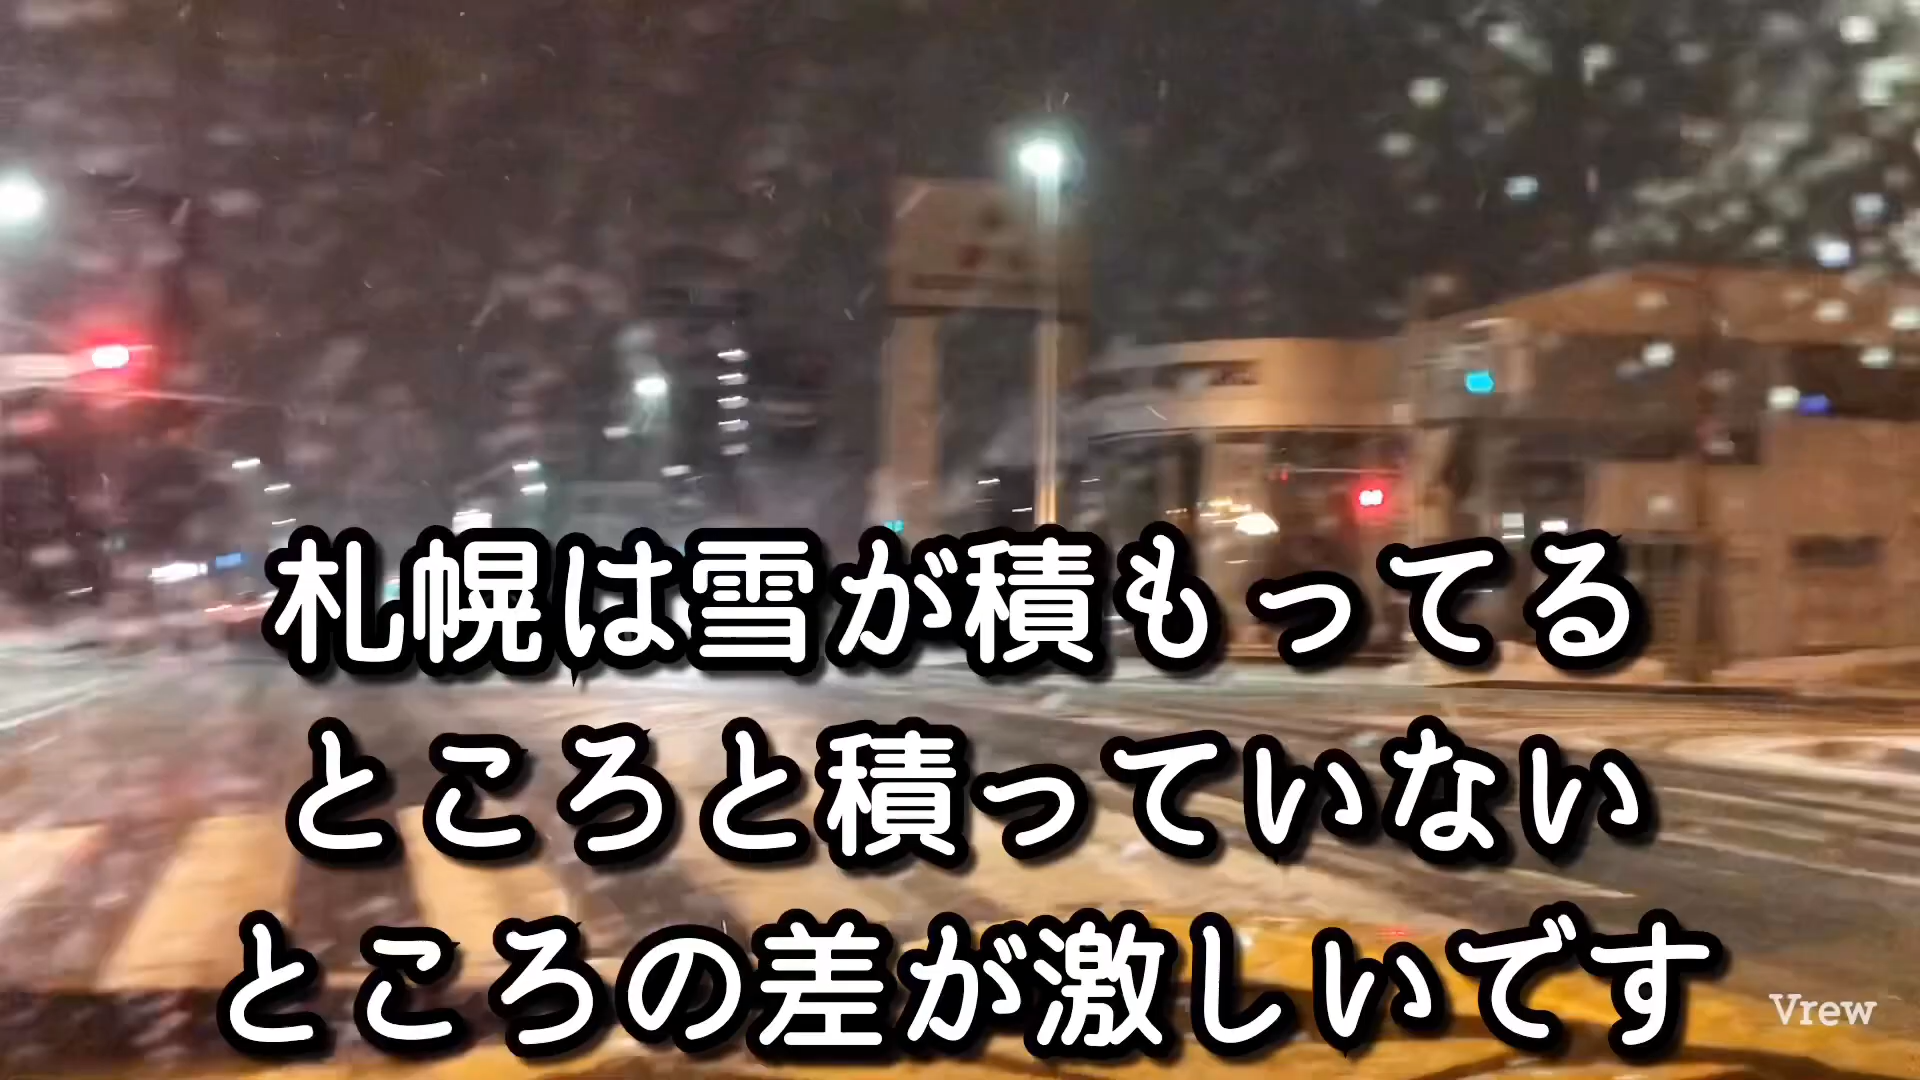 札幌は雪が積もってる
ところと積っていない
ところの差が激しいです
Vrew